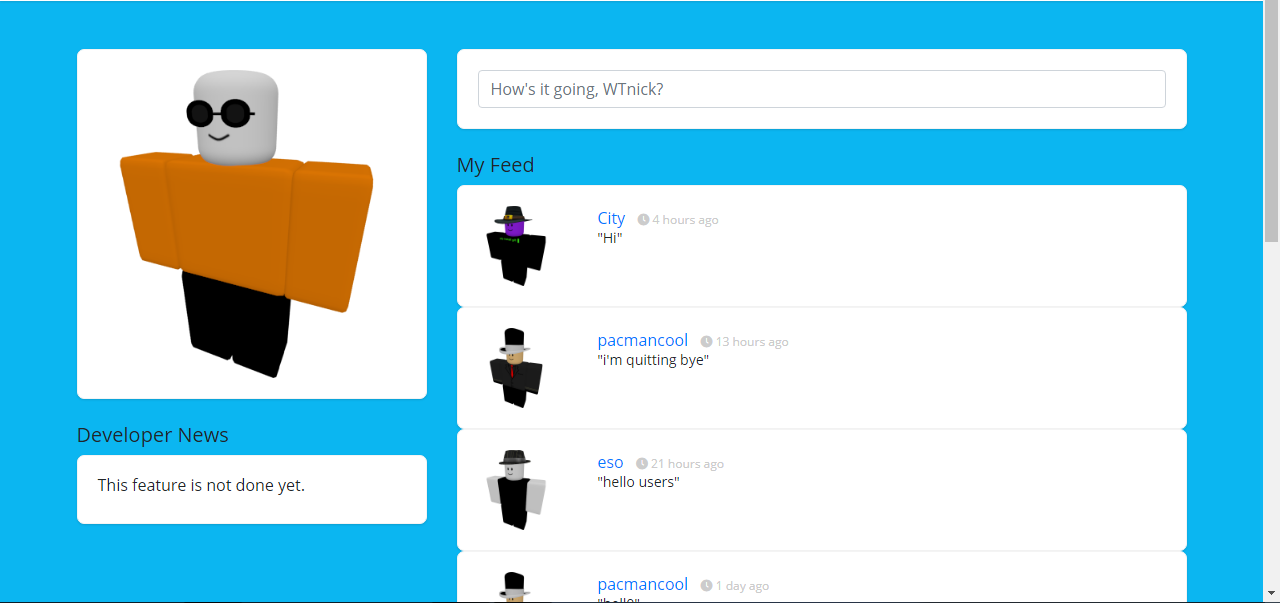 How's it going, WTnick?
My Feed
City 4 hours ago
"Hi"
pacmancool 13 hours ago
"i'm quitting bye"
Developer News
This feature is not done yet.
eso 21 hours ago
"hello users"
pacmancool 1 day ago